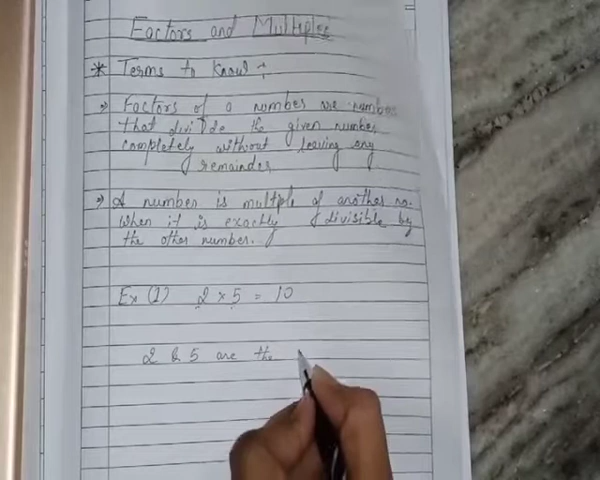 Factors and Multiples
* Terms to know :
→ Factors of a number are number
that divide the given number
completely without leaving any
remainder
→ A number is multple of another no.
when it is exactly divisible by
the other number.
Ex (1) 2 × 5 = 10
2 & 5 are the